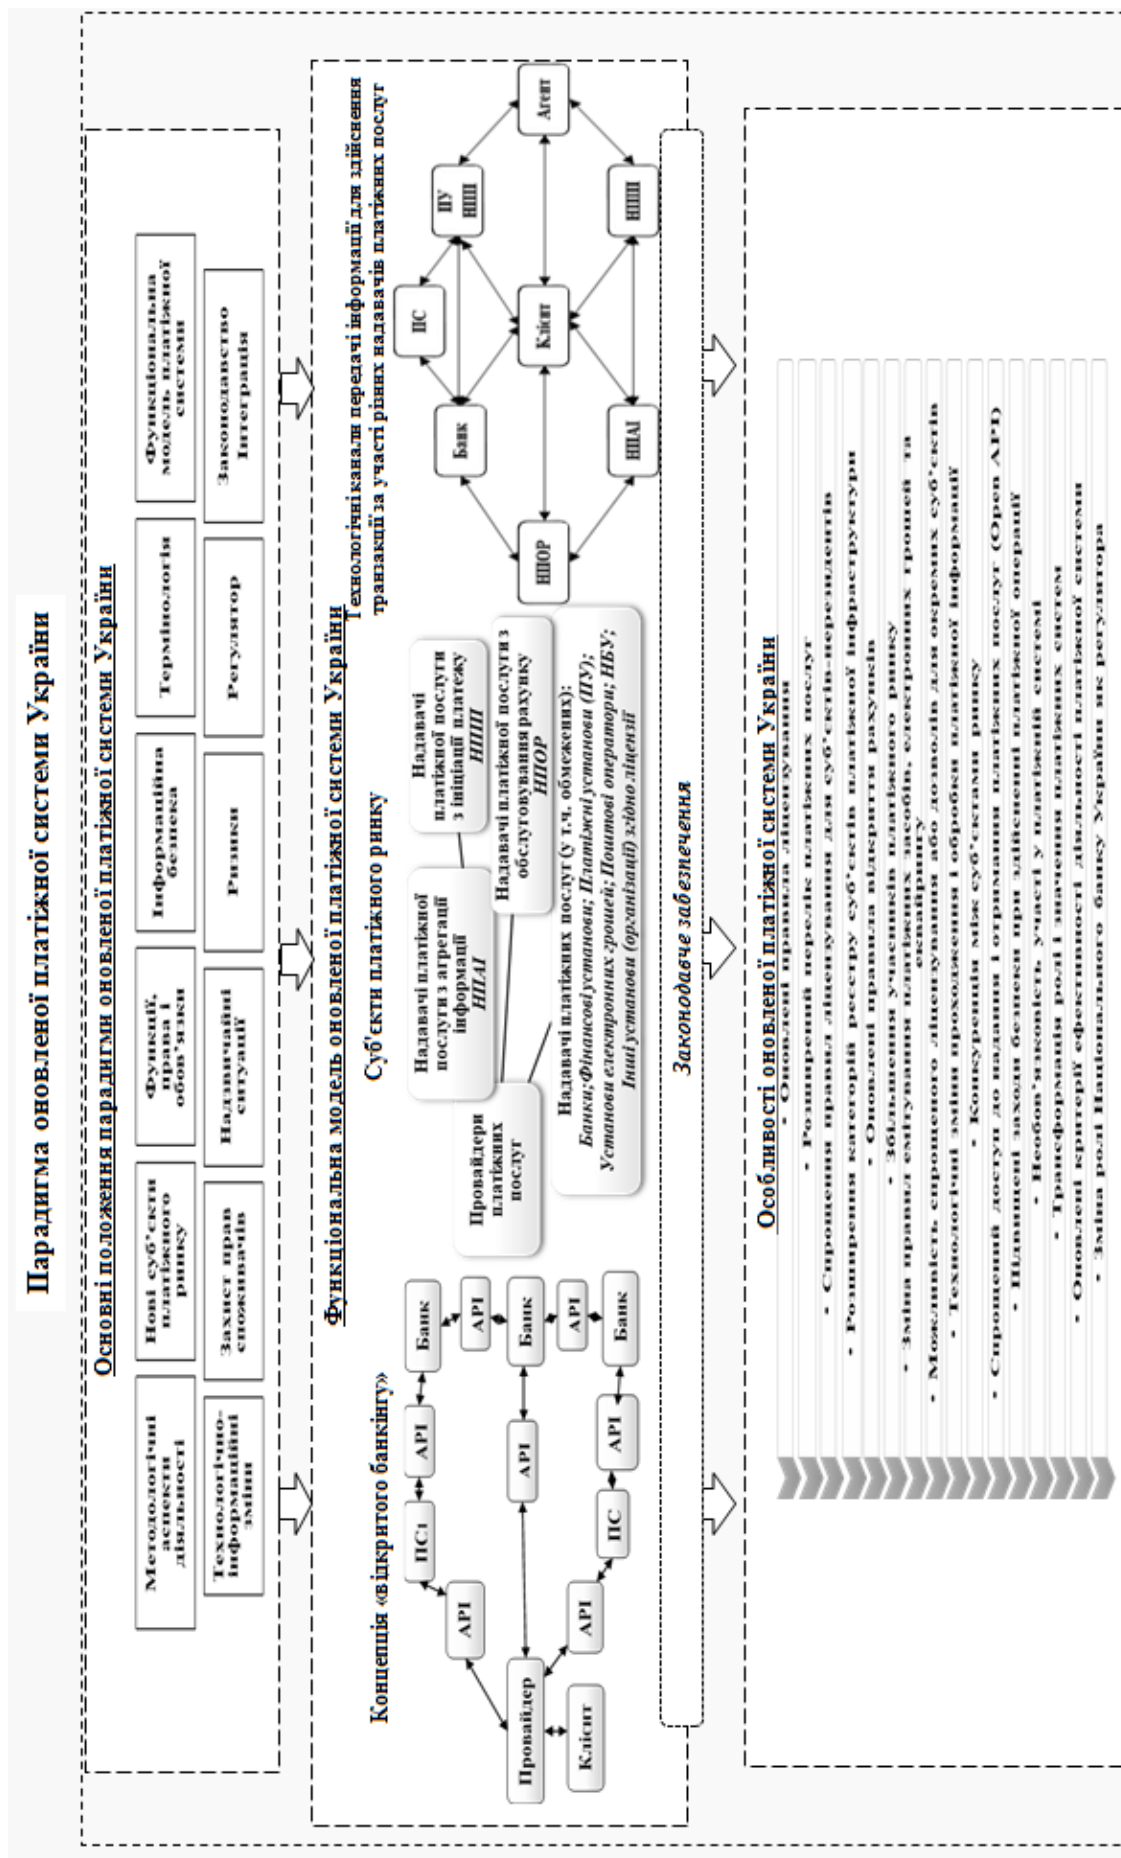 Парадигма оновленої платіжної системи України
Основні положення парадигми оновленої платіжної системи України
Методологічні
аспекти
діяльності
Нові суб'єкти
платіжного
ринку
Функції,
права і
обов'язки
Інформаційна
безпека
Термінологія
Функціональна
модель платіжної
системи
Технологічно-
інформаційні
зміни
Захист прав
споживачів
Надзвичайні
ситуації
Ризики
Регулятор
Законодавство
Інтеграція
Функціональна модель оновленої платіжної системи України
Концепція «відкритого банкінгу»
Провайдер
Клієнт
API
ПС1
API
Банк
API
API
Банк
API
API
ПС
API
Банк
Суб'єкти платіжного ринку
Провайдери
платіжних
послуг
Надавачі платіжної
послуги з агрегації
інформації
НПАІ
Надавачі
платіжної послуги
з ініціації платежу
НПІП
Надавачі платіжної послуги з
обслуговування рахунку
НПОР
Надавачі платіжних послуг (у т.ч. обмежених):
Банки; Фінансові установи; Платіжні установи (ПУ);
Установи електронних грошей; Поштові оператори; НБУ;
Інші установи (організації) згідно ліцензії
Технологічні канали передачі інформації для здійснення
транзакції за участі різних надавачів платіжних послуг
НПОР
Банк
ПС
ПУ
НПІП
Агент
Клієнт
НПАІ
НПІП
Законодавче забезпечення
Особливості оновленої платіжної системи України
- Оновлені правила ліцензування
- Розширений перелік платіжних послуг
- Спрощення правил ліцензування для суб'єктів-нерезидентів
- Розширення категорій реєстру суб'єктів платіжної інфраструктури
- Оновлені правила відкриття рахунків
- Збільшення учасників платіжного ринку
- Зміна правил емітування платіжних засобів, електронних грошей та
еквайрингу
- Можливість спрощеного ліцензування або дозволів для окремих суб'єктів
- Технологічні зміни проходження і обробки платіжної інформації
- Конкуренція між суб'єктами ринку
- Спрощений доступ до надання і отримання платіжних послуг (Open API)
- Підвищені заходи безпеки при здійсненні платіжної операції
- Необов'язковість участі у платіжній системі
- Трансформація ролі і значення платіжних систем
- Оновлені критерії ефективності діяльності платіжної системи
- Зміна ролі Національного банку України як регулятора